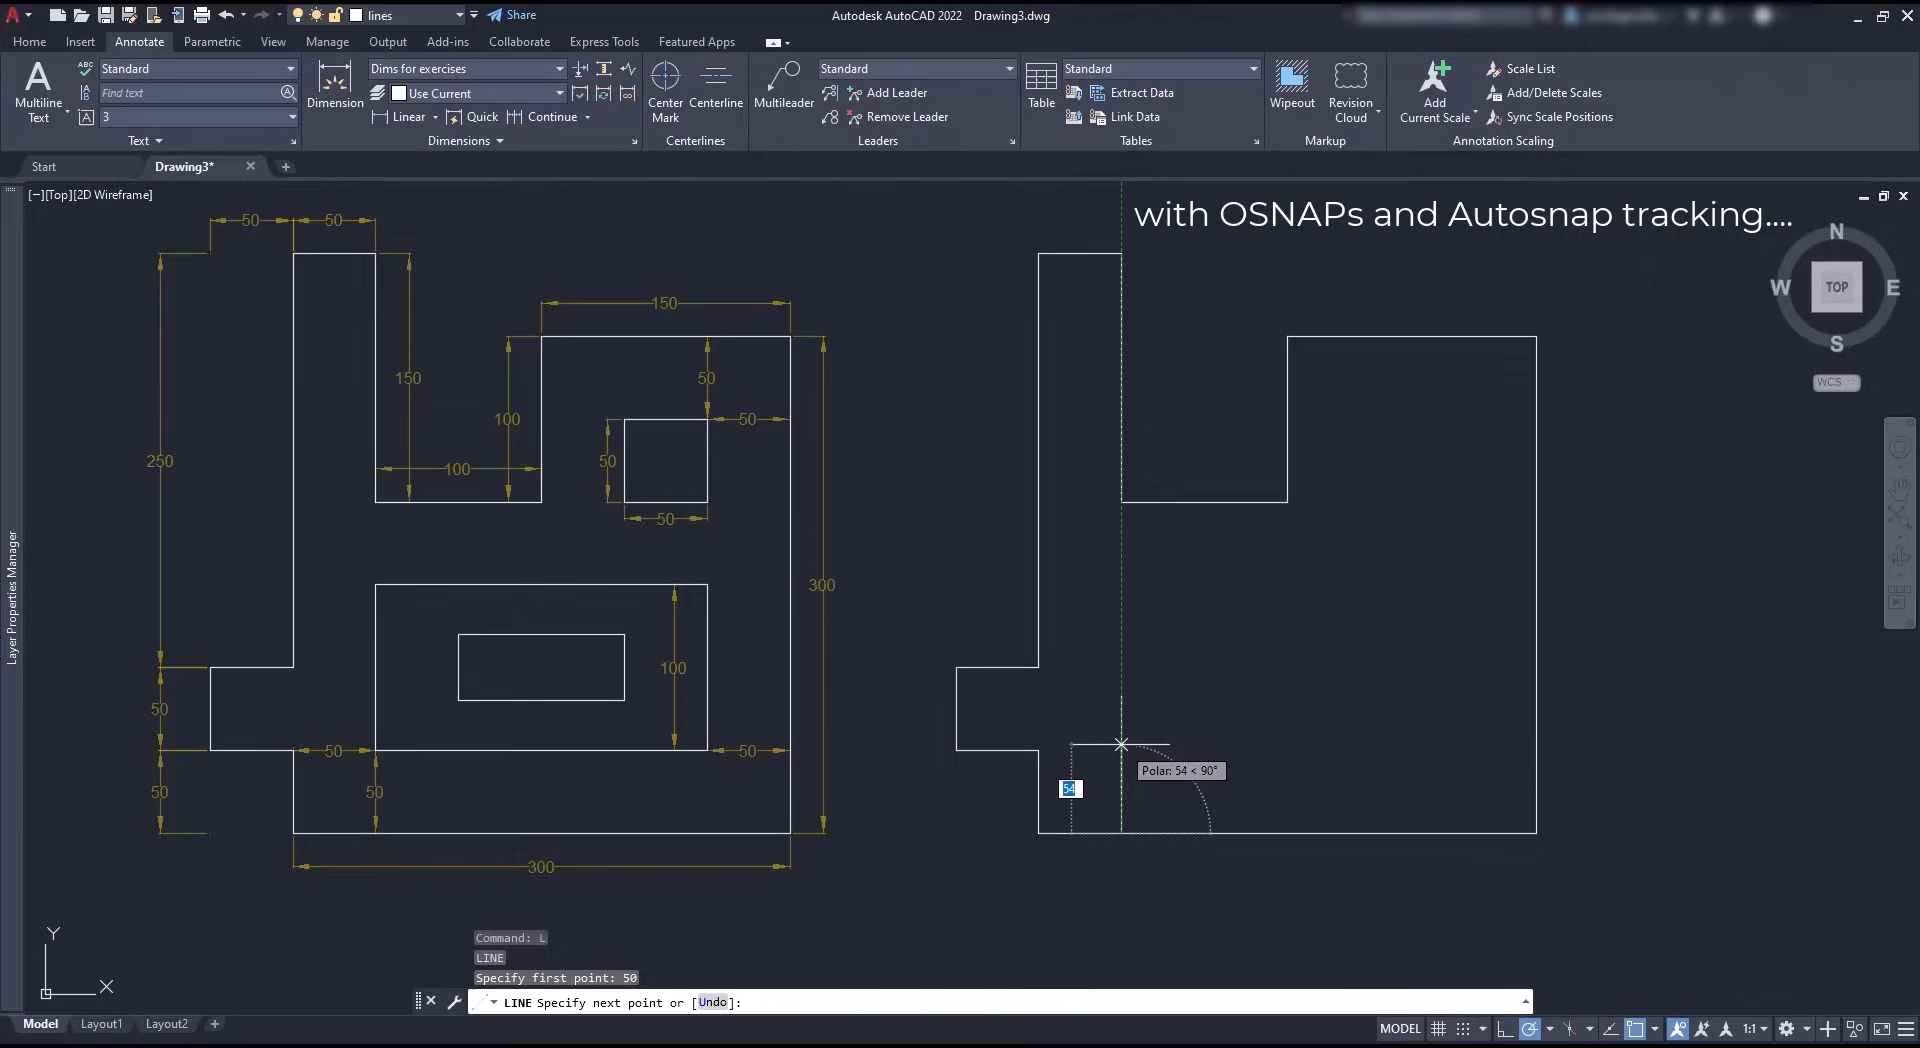 lines
Share
Autodesk AutoCAD 2022 Drawing3.dwg
Home Insert Annotate Parametric View Manage Output Add-ins Collaborate Express Tools Featured Apps
Multiline Text
ABC
Standard
Find text
3
Text
Dimension
Dims for exercises
Use Current
Linear Quick Continue
Dimensions
Center Mark
Centerline
Centerlines
Multileader
Standard
Add Leader
Remove Leader
Leaders
Table
Standard
Extract Data
Link Data
Tables
Wipeout
Revision Cloud
Markup
Add Current Scale
Scale List
Add/Delete Scales
Sync Scale Positions
Annotation Scaling
Start Drawing3*
[−][Top][2D Wireframe]
with OSNAPs and Autosnap tracking....
N
W TOP E
S
WCS
Layer Properties Manager
50 50
150
150
50
100
50
250
100
50
50
300
100
50
50 50
50 50
300
54
Polar: 54 < 90°
Y
X
Command: L
LINE
Specify first point: 50
LINE Specify next point or [Undo]:
Model Layout1 Layout2
MODEL
1:1